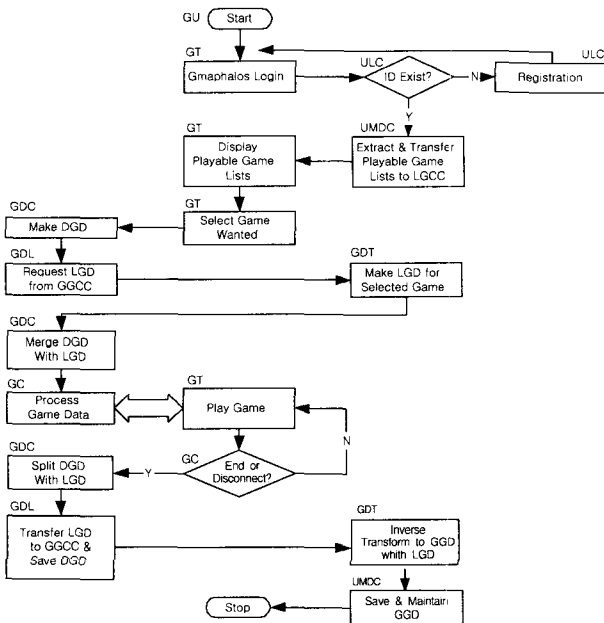 GU
Start
GT
Gmaphalos Login
ULC
ID Exist?
N
ULC
Registration
Y
UMDC
Extract & Transfer
Playable Game
Lists to LGCC
GT
Display
Playable Game
Lists
GT
Select Game
Wanted
GDC
Make DGD
GDL
Request LGD
from GGCC
GDT
Make LGD for
Selected Game
GDC
Merge DGD
With LGD
GC
Process
Game Data
GT
Play Game
N
GC
End or
Disconnect?
Y
GDC
Split DGD
With LGD
GDL
Transfer LGD
to GGCC &
Save DGD
GDT
Inverse
Transform to GGD
whith LGD
UMDC
Save & Maintain
GGD
Stop